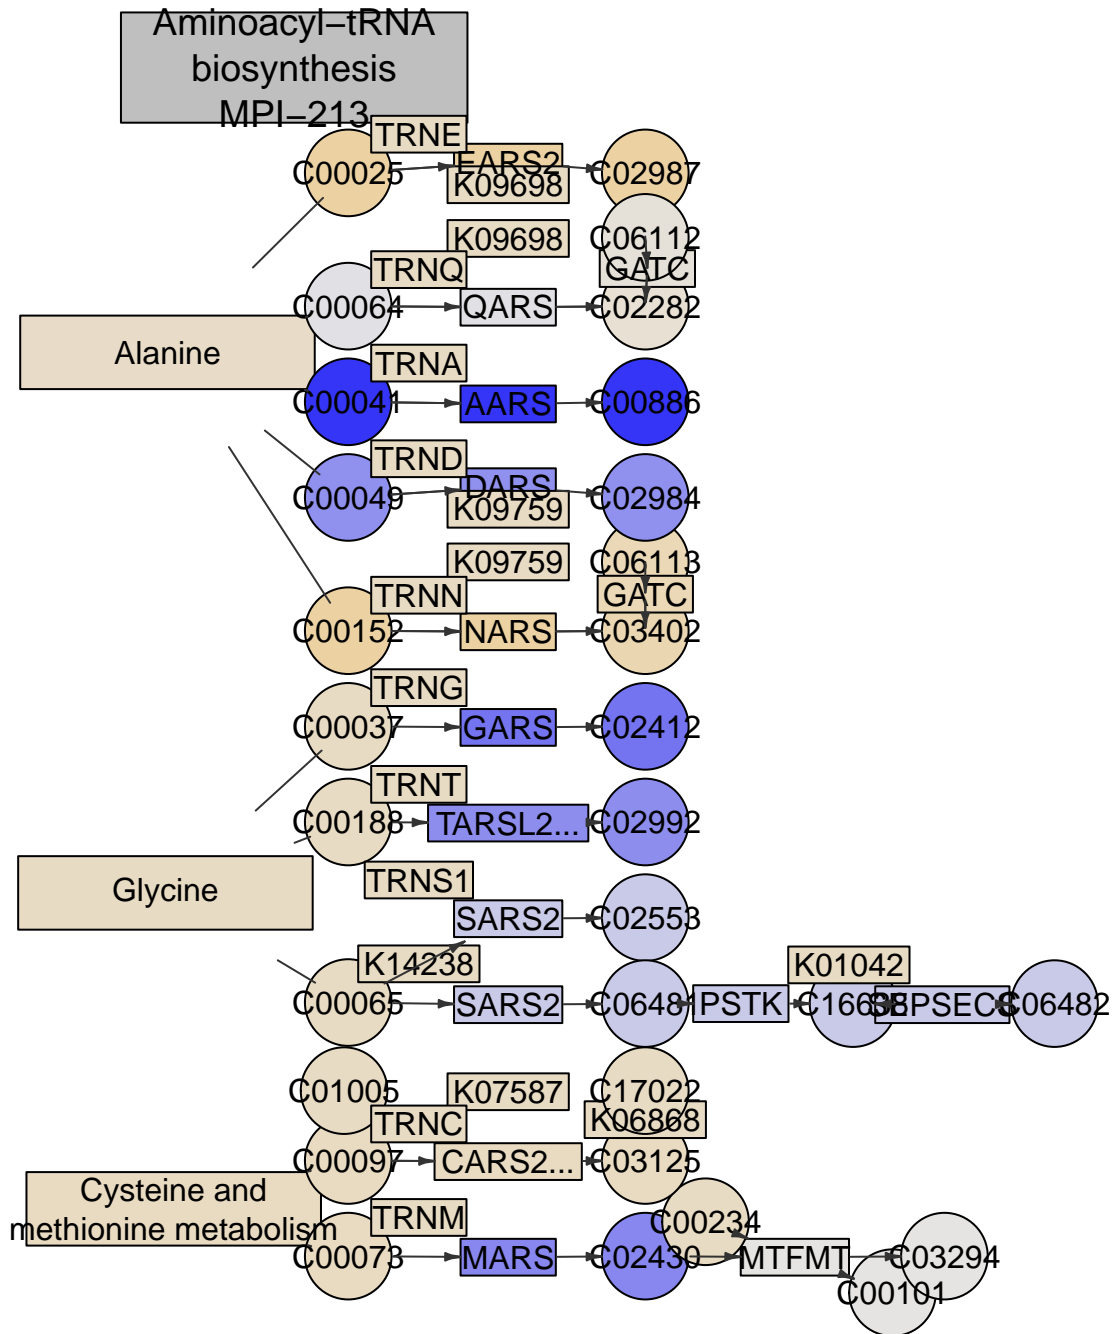 Aminoacyl−tRNA
biosynthesis
MPI−213
TRNE
C00025
EARS2
C02987
K09698
K09698
C06112
TRNQ
GATC
C00064
QARS
C02282
Alanine
TRNA
C00041
AARS
C00886
TRND
C00049
DARS
C02984
K09759
K09759
C06113
TRNN
GATC
C00152
NARS
C03402
TRNG
C00037
GARS
C02412
TRNT
C00188
TARSL2...
C02992
Glycine
TRNS1
SARS2
C02553
K14238
K01042
C00065
SARS2
C06481
PSTK
SEPSECS
C06482
C01005
K07587
C17022
TRNC
K06868
C00097
CARS2...
C03125
Cysteine and
methionine metabolism
TRNM
C00234
C00073
MARS
C02430
MTFMT
C03294
C00101